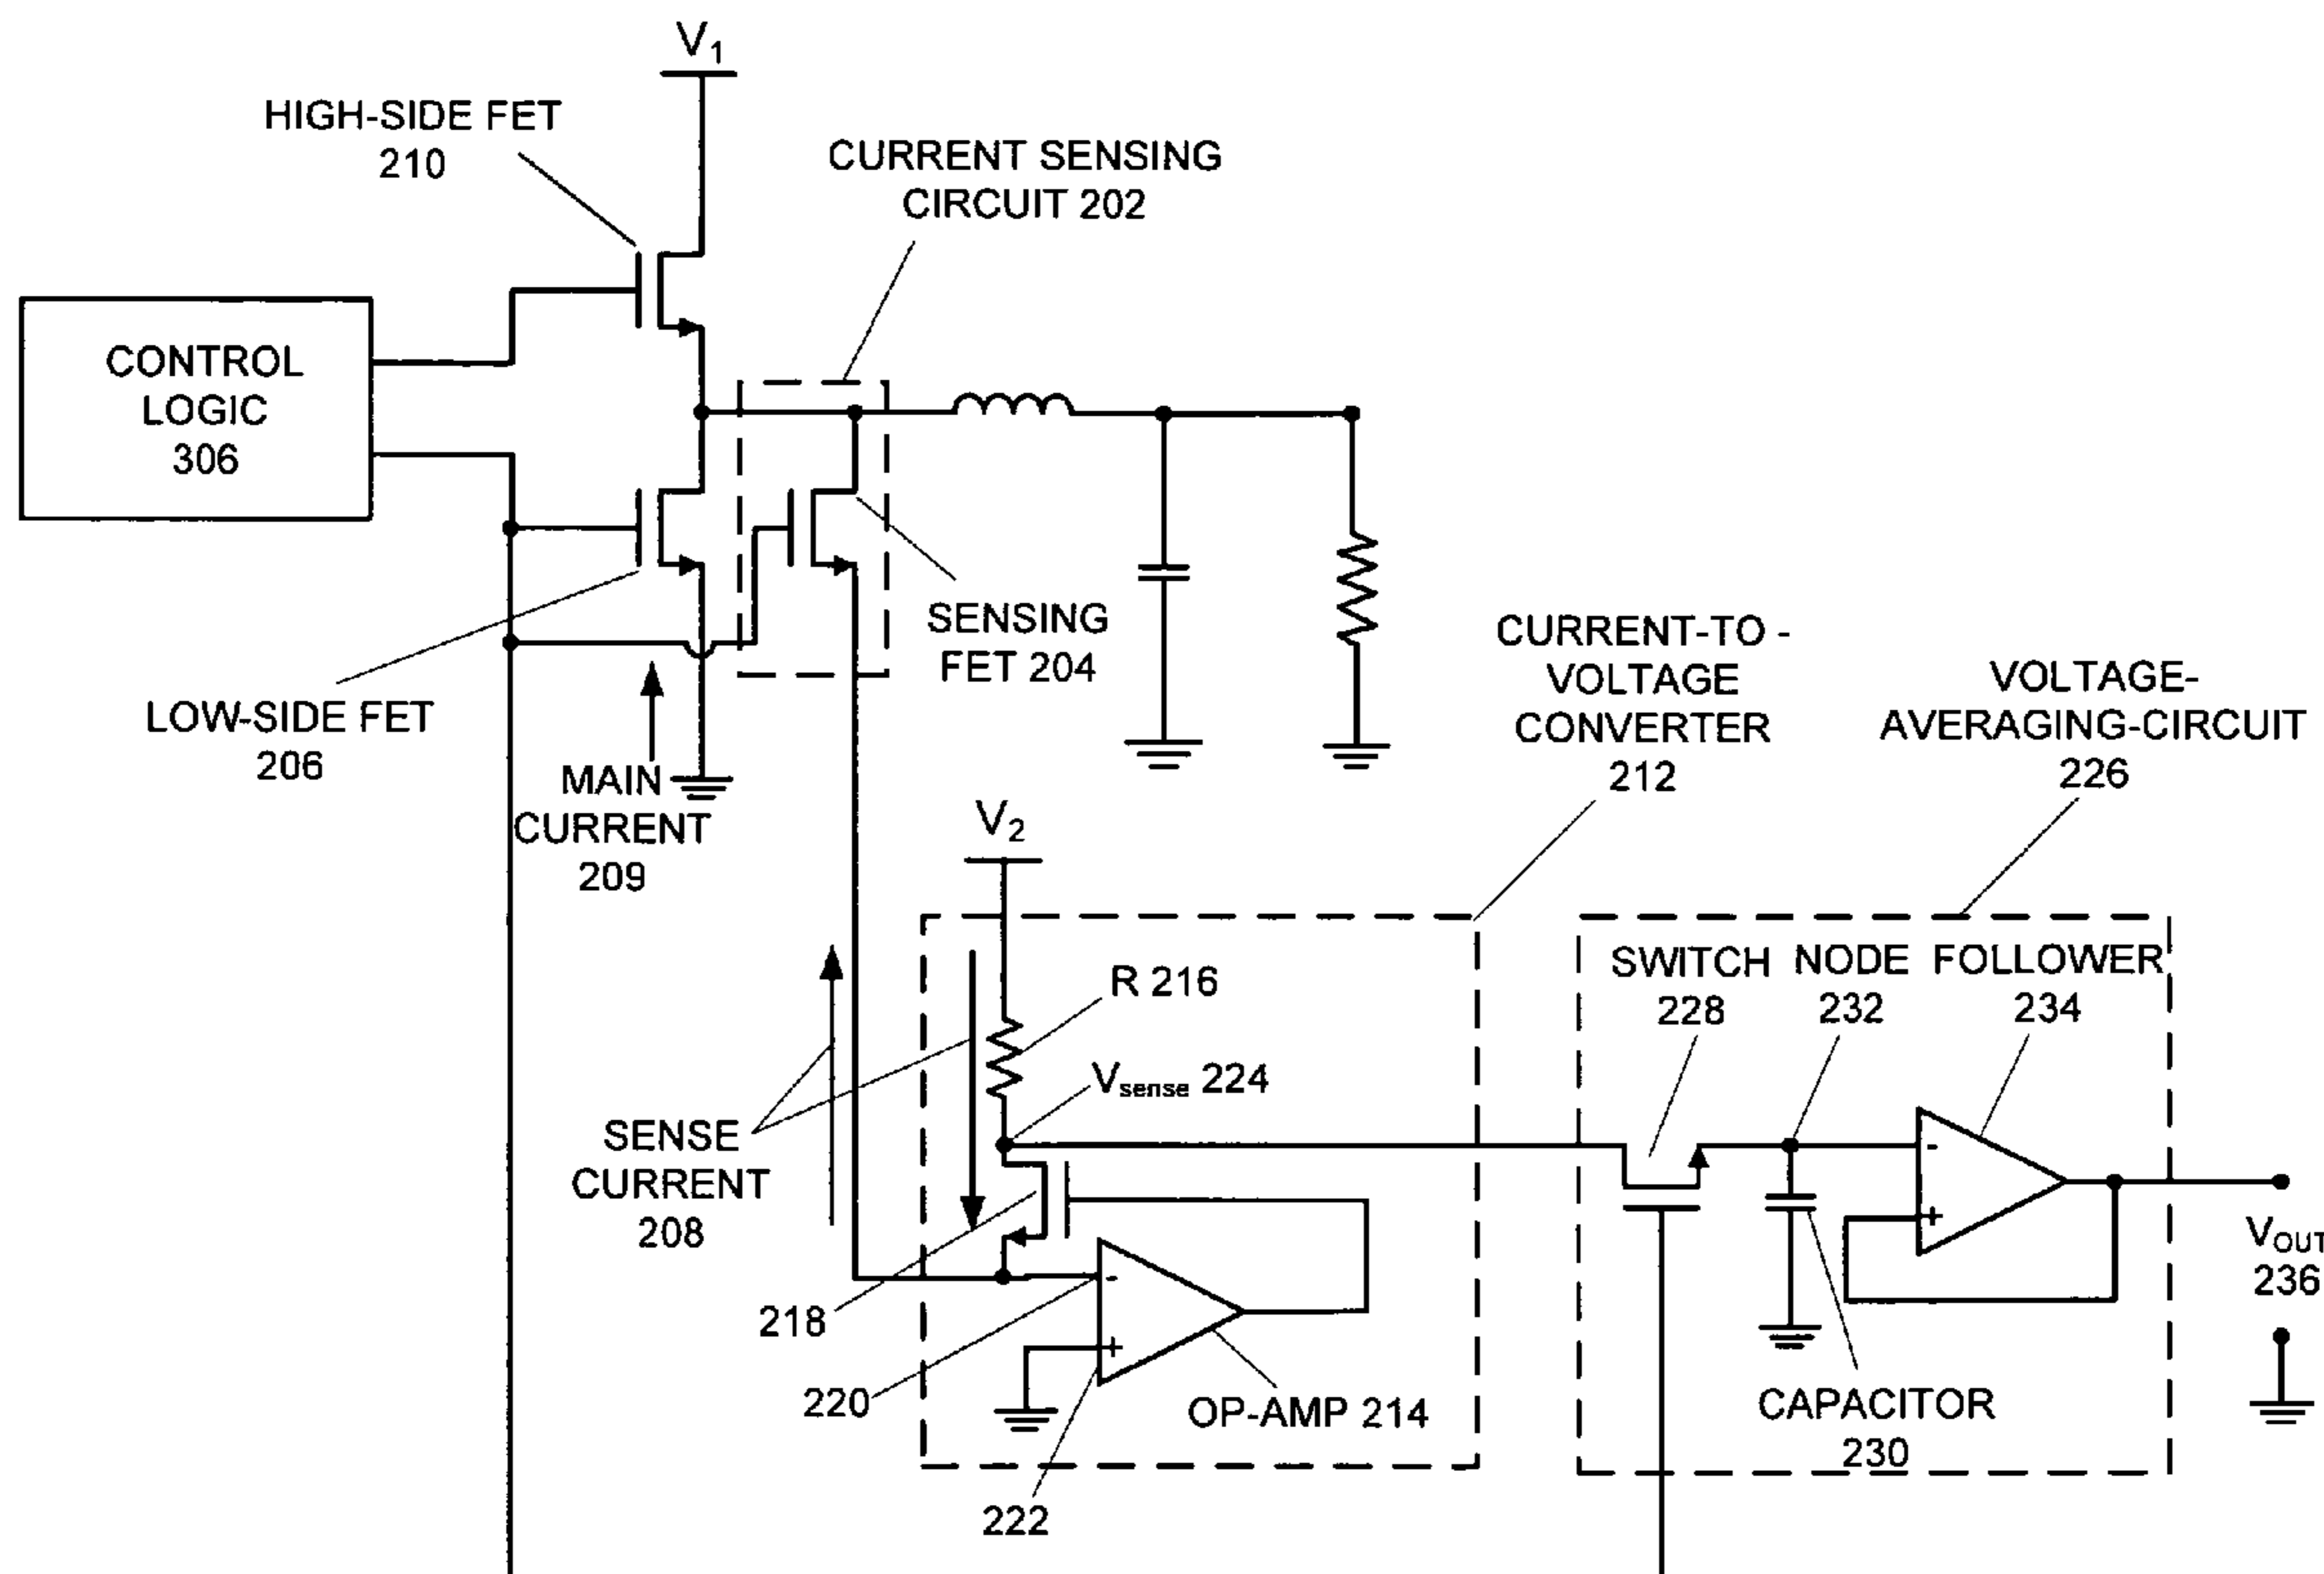 V1
HIGH-SIDE FET
210
CURRENT SENSING
CIRCUIT 202
CONTROL
LOGIC
306
SENSING
FET 204
LOW-SIDE FET
206
MAIN
CURRENT
209
CURRENT-TO -
VOLTAGE
CONVERTER
212
VOLTAGE-
AVERAGING-CIRCUIT
226
V2
R 216
Vsense 224
SENSE
CURRENT
208
SWITCH
228
NODE
232
FOLLOWER
234
-
+
218
220
-
+
222
OP-AMP 214
CAPACITOR
230
VOUT
236